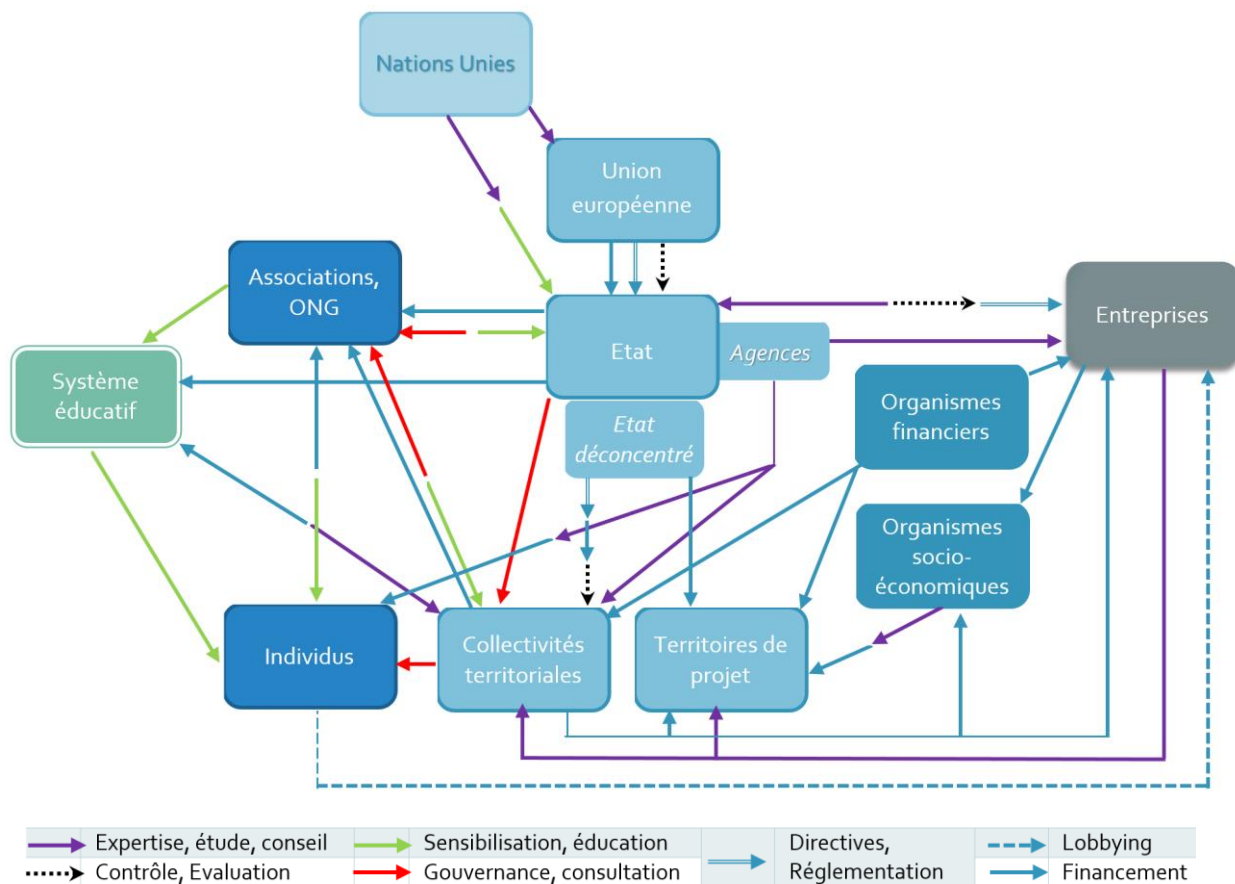 Nations Unies
Union
européenne
Associations,
ONG
Etat
Agences
Entreprises
Système
éducatif
Etat
déconcentré
Organismes
financiers
Organismes
socio-
économiques
Individus
Collectivités
territoriales
Territoires de
projet
Expertise, étude, conseil
Sensibilisation, éducation
Directives,
Réglementation
Lobbying
Contrôle, Evaluation
Gouvernance, consultation
Financement